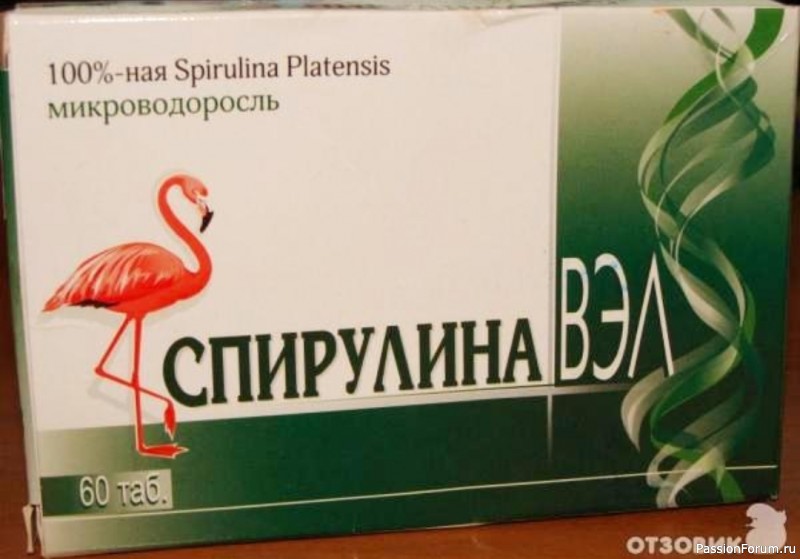 100%-ная Spirulina Platensis
микроводоросль
СПИРУЛИНА ВЭЛ
60 таб.
ОТЗОВИК
PassionForum.ru